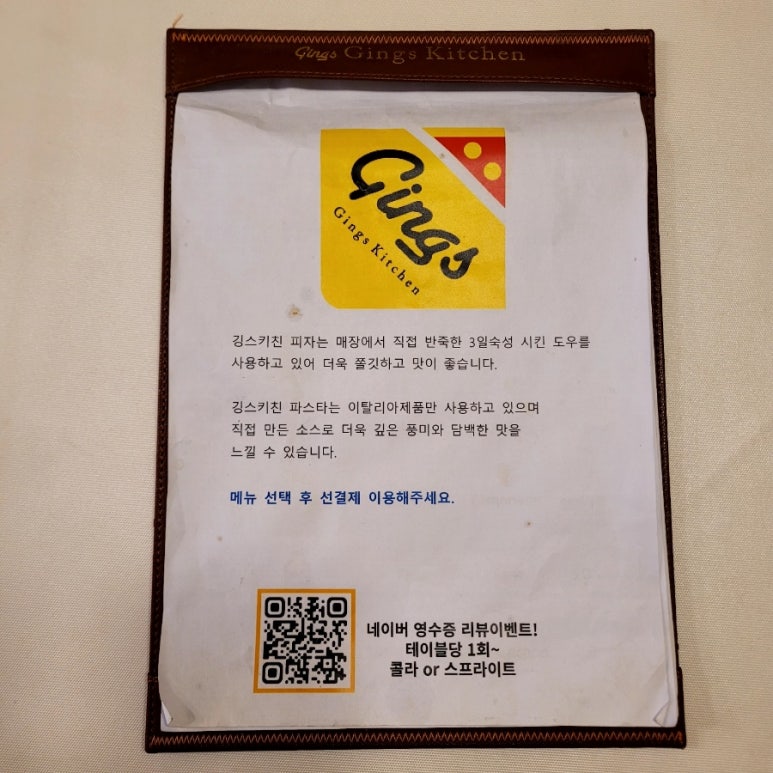 Gings Gings Kitchen
Gings
Gings Kitchen
깅스키친 피자는 매장에서 직접 반죽한 3일숙성 시킨 도우를
사용하고 있어 더욱 쫄깃하고 맛이 좋습니다.
깅스키친 파스타는 이탈리아제품만 사용하고 있으며
직접 만든 소스로 더욱 깊은 풍미와 담백한 맛을
느낄 수 있습니다.
메뉴 선택 후 선결제 이용해주세요.
네이버 영수증 리뷰이벤트!
테이블당 1회~
콜라 or 스프라이트